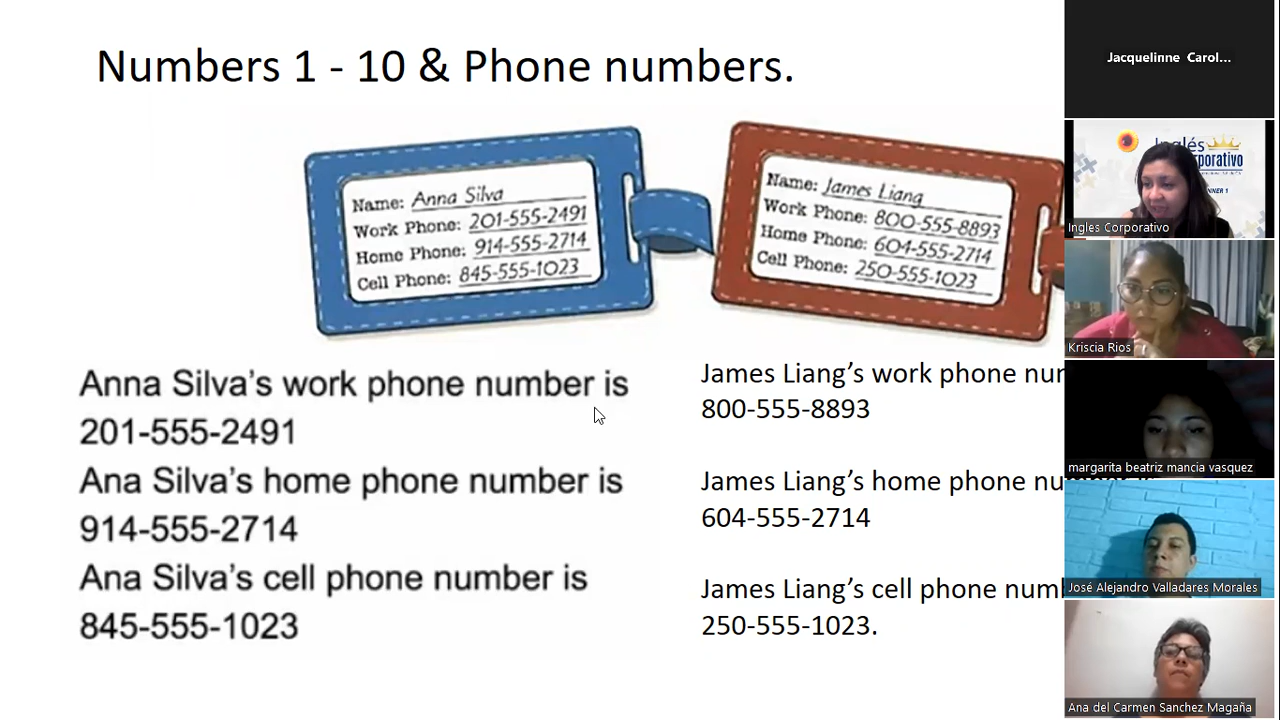 Numbers 1 - 10 & Phone numbers.
Name: Anna Silva
Work Phone: 201-555-2491
Home Phone: 914-555-2714
Cell Phone: 845-555-1023
Name: James Liang
Work Phone: 800-555-8893
Home Phone: 604-555-2714
Cell Phone: 250-555-1023
Anna Silva's work phone number is
201-555-2491
Ana Silva's home phone number is
914-555-2714
Ana Silva's cell phone number is
845-555-1023
James Liang's work phone nur
800-555-8893
James Liang's home phone nu
604-555-2714
James Liang's cell phone numl
250-555-1023.
Jacquelinne Carol...
Inglés
Ingles Corporativo
Kriscia Rios
margarita beatriz mancia vasquez
José Alejandro Valladares Morales
Ana del Carmen Sanchez Magaña